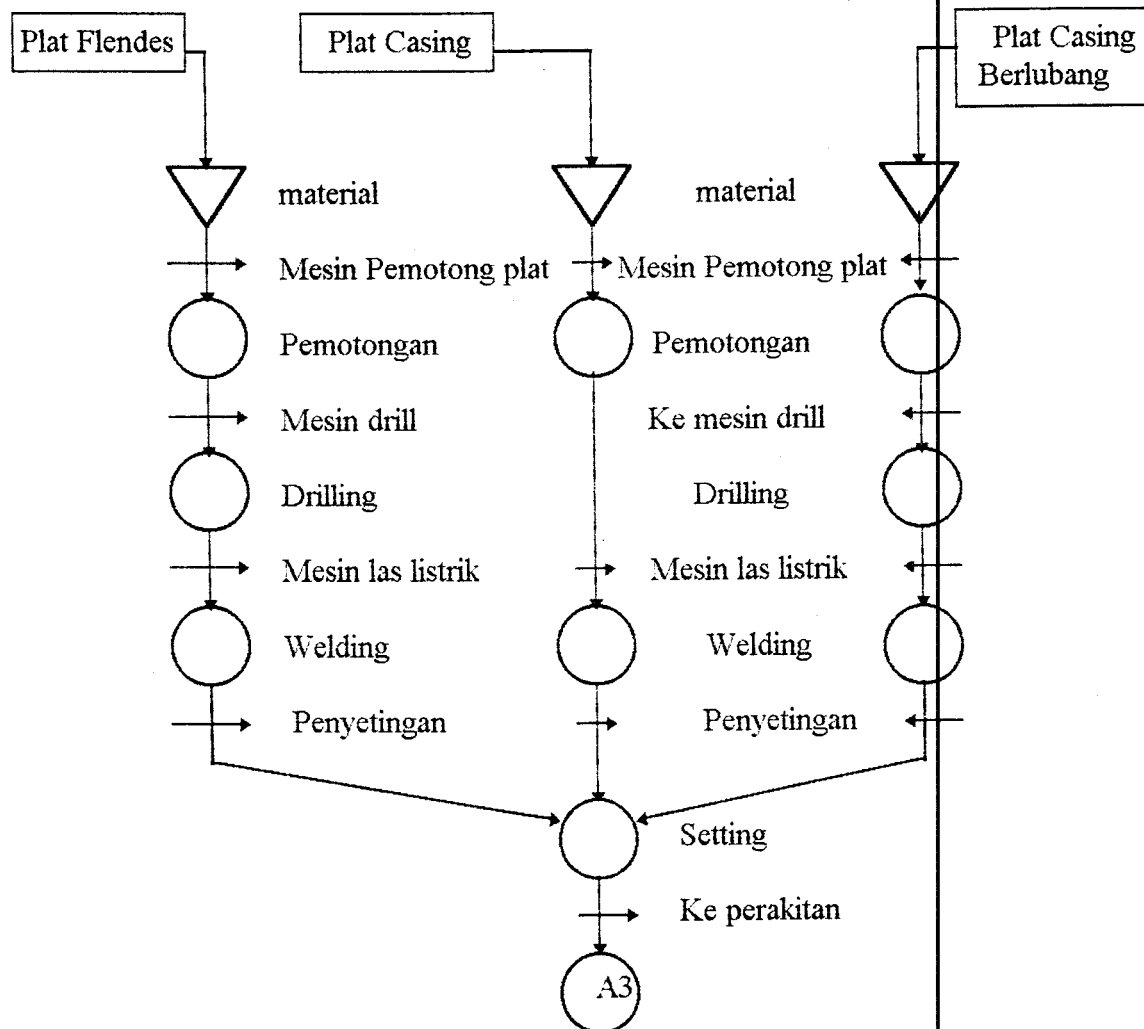 Plat Flendes
Plat Casing
Plat Casing
Berlubang
material
material
Mesin Pemotong plat
Mesin Pemotong plat
Pemotongan
Pemotongan
Mesin drill
Ke mesin drill
Drilling
Drilling
Mesin las listrik
Mesin las listrik
Welding
Welding
Penyetingan
Penyetingan
Setting
Ke perakitan
A3